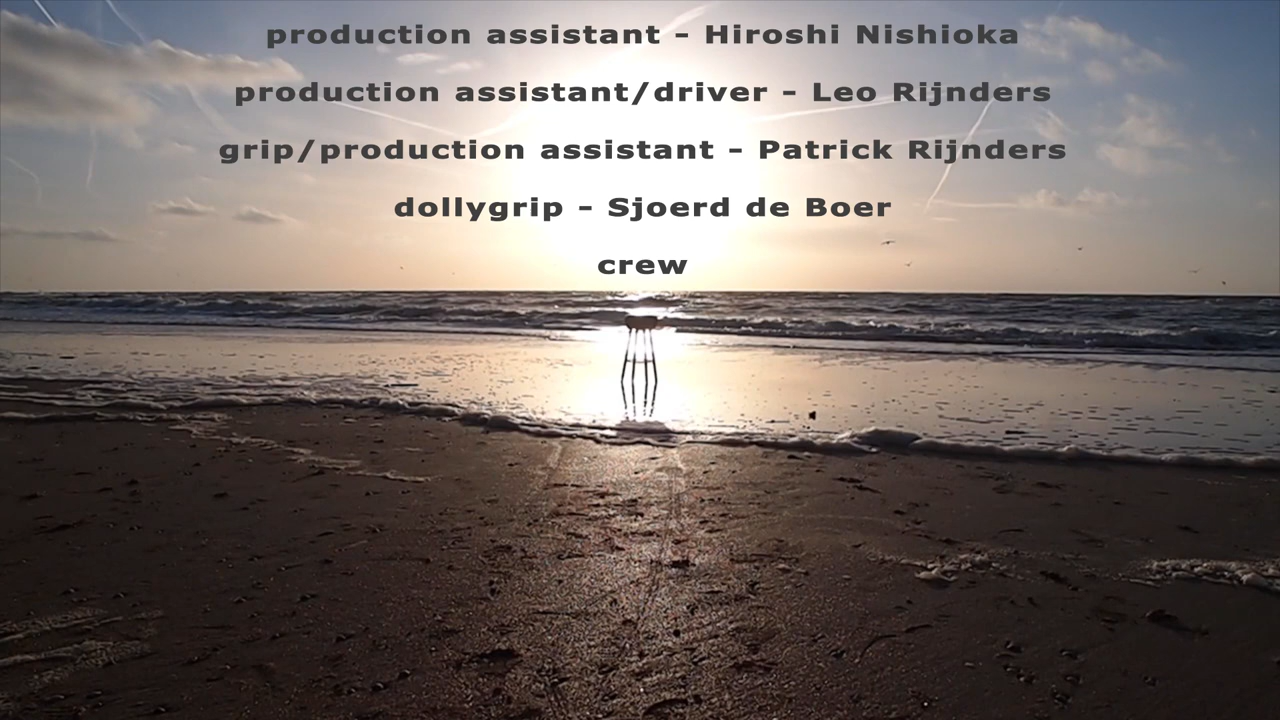 production assistant - Hiroshi Nishioka
production assistant/driver - Leo Rijnders
grip/production assistant - Patrick Rijnders
dollygrip - Sjoerd de Boer
crew